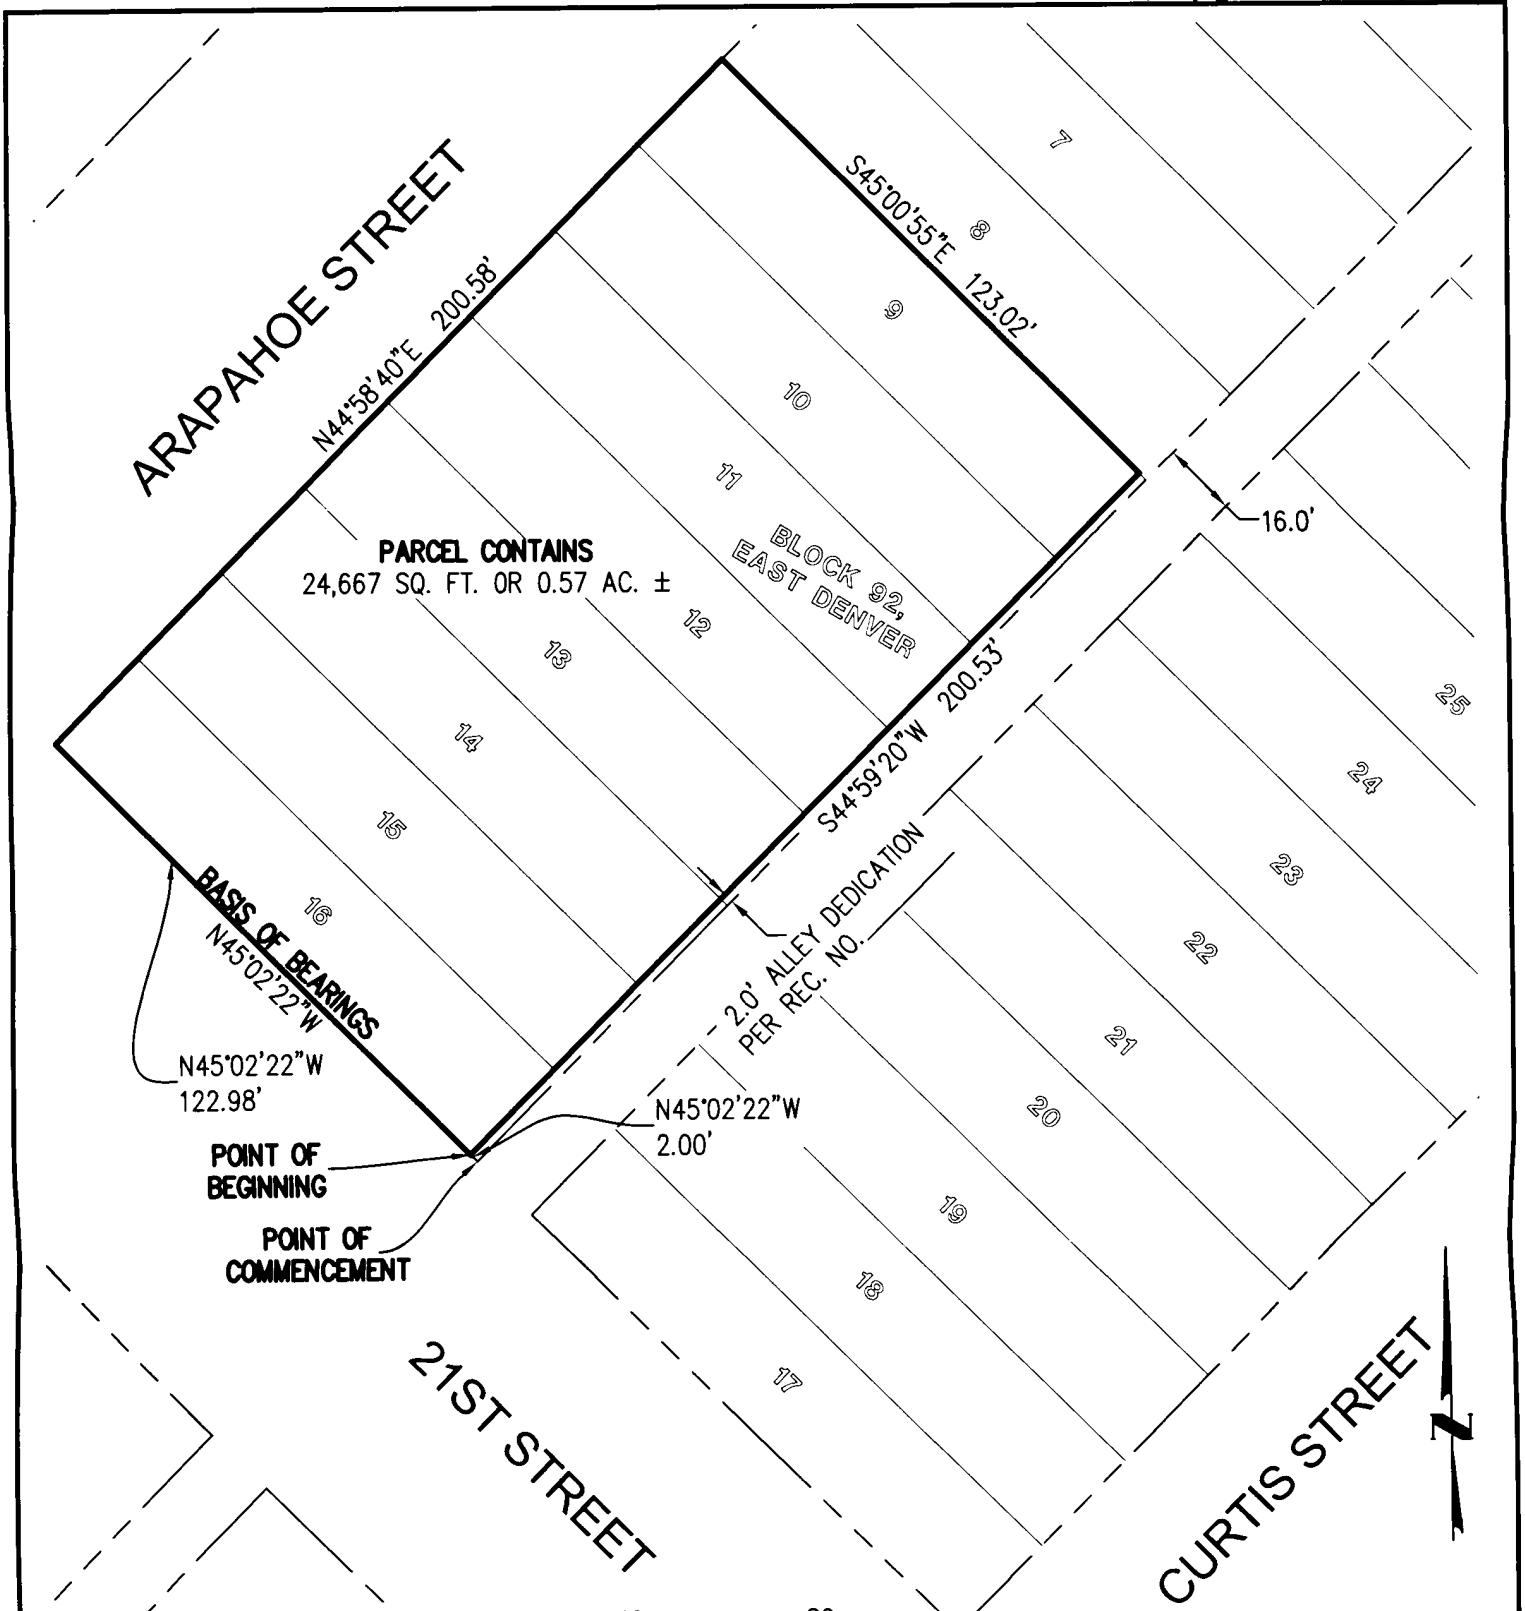 ARAPAHOE STREET
N44°58'40"E 200.58'
S45°00'55"E 123.02'
7
8
9
10
11
BLOCK 92,
EAST DENVER
16.0'
PARCEL CONTAINS
24,667 SQ. FT. OR 0.57 AC. ±
12
13
14
15
16
S44°59'20"W 200.53'
25
24
23
22
21
20
19
18
17
2.0' ALLEY DEDICATION
PER REC. NO.
BASIS OF BEARINGS
N45°02'22"W
N45°02'22"W
122.98'
N45°02'22"W
2.00'
POINT OF
BEGINNING
POINT OF
COMMENCEMENT
21ST STREET
CURTIS STREET
N